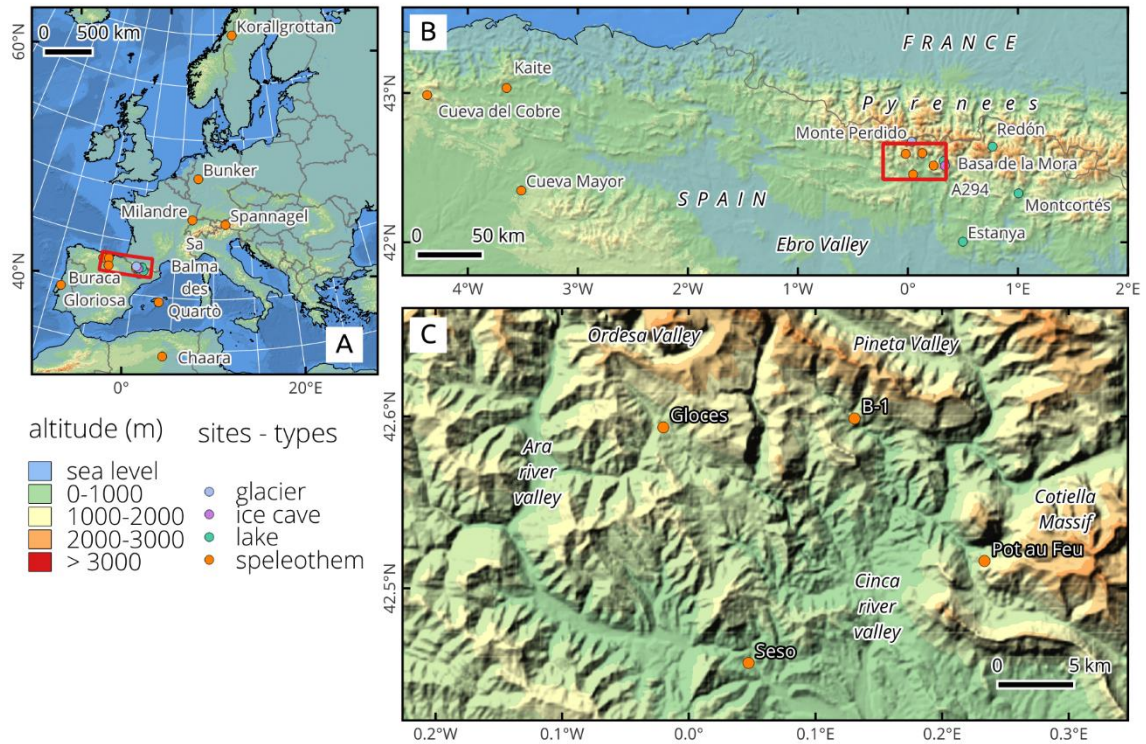 60°N
0 500 km
Korallgrottan
Bunker
Milandre
Spannagel
Sa
Balma
des
Quartò
40°N
Buraca
Gloriosa
A
Chaara
0°
20°E
altitude (m)
sea level
0-1000
1000-2000
2000-3000
> 3000
sites - types
glacier
ice cave
lake
speleothem
B
FRANCE
Kaite
43°N
Cueva del Cobre
Pyrenees
Monte Perdido
Redón
Basa de la Mora
Cueva Mayor
SPAIN
A294
Montcortés
0 50 km
42°N
Ebro Valley
Estanya
4°W
3°W
2°W
1°W
0°
1°E
2°E
C
Ordesa Valley
Pineta Valley
42.6°N
Gloces
B-1
Ara
river
valley
Cotiella
Massif
Pot au Feu
42.5°N
Cinca
river
valley
Seso
0 5 km
0.2°W
0.1°W
0.0°
0.1°E
0.2°E
0.3°E